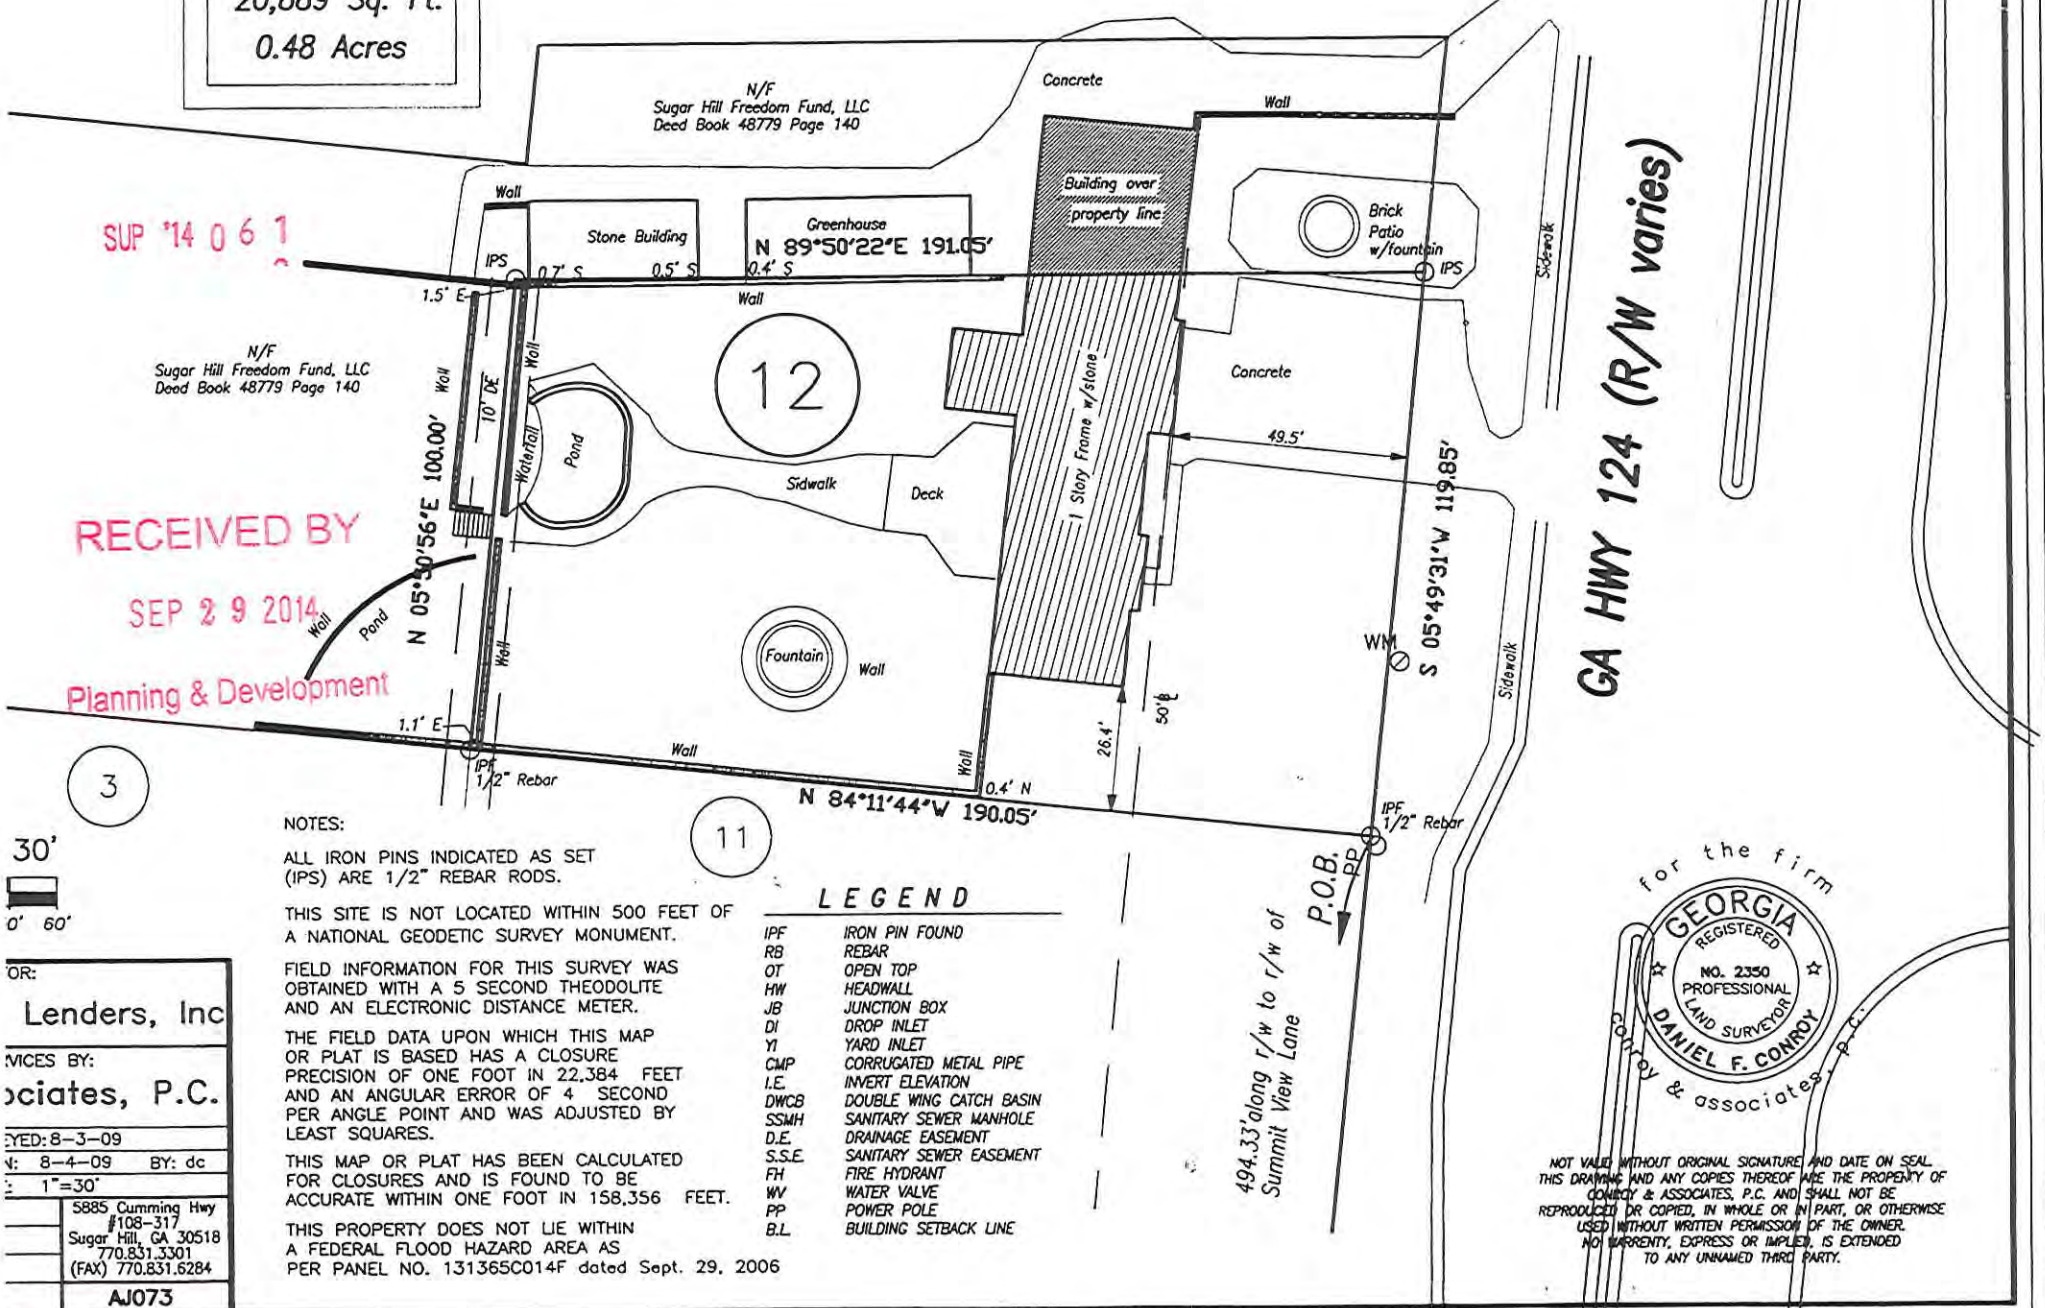 20,889 Sq. Ft.
0.48 Acres
N/F
Sugar Hill Freedom Fund, LLC
Deed Book 48779 Page 140
Concrete
Wall
Wall
Building over
property line
Brick
Patio
w/fountain
Sidewalk
GA HWY 124 (R/W varies)
SUP '14 0 6 1
Stone Building
Greenhouse
N 89°50'22"E 191.05'
IPS
0.7' S
0.5' S
0.4' S
IPS
1.5' E
Wall
N/F
Sugar Hill Freedom Fund, LLC
Deed Book 48779 Page 140
Wall
10' DE
Wall
12
Concrete
1 Story Frame w/stone
49.5'
Waterfall
Pond
Sidwalk
Deck
N 05°50'56"E 100.00'
S 05°49'31"W 119.85'
RECEIVED BY
SEP 2 9 2014
Planning & Development
Wall
Pond
Wall
Fountain
Wall
WM
Sidewalk
50' BL
26.4'
1.1' E
IPF
1/2" Rebar
Wall
Wall
0.4' N
N 84°11'44"W 190.05'
IPF
1/2" Rebar
PP
P.O.B.
3
11
494.33' along r/w to r/w of
Summit View Lane
30'
0' 60'
NOTES:
ALL IRON PINS INDICATED AS SET
(IPS) ARE 1/2" REBAR RODS.
THIS SITE IS NOT LOCATED WITHIN 500 FEET OF
A NATIONAL GEODETIC SURVEY MONUMENT.
FIELD INFORMATION FOR THIS SURVEY WAS
OBTAINED WITH A 5 SECOND THEODOLITE
AND AN ELECTRONIC DISTANCE METER.
THE FIELD DATA UPON WHICH THIS MAP
OR PLAT IS BASED HAS A CLOSURE
PRECISION OF ONE FOOT IN 22,384 FEET
AND AN ANGULAR ERROR OF 4 SECOND
PER ANGLE POINT AND WAS ADJUSTED BY
LEAST SQUARES.
THIS MAP OR PLAT HAS BEEN CALCULATED
FOR CLOSURES AND IS FOUND TO BE
ACCURATE WITHIN ONE FOOT IN 158,356 FEET.
THIS PROPERTY DOES NOT LIE WITHIN
A FEDERAL FLOOD HAZARD AREA AS
PER PANEL NO. 131365C014F dated Sept. 29, 2006
LEGEND
IPF IRON PIN FOUND
RB REBAR
OT OPEN TOP
HW HEADWALL
JB JUNCTION BOX
DI DROP INLET
YI YARD INLET
CMP CORRUGATED METAL PIPE
I.E. INVERT ELEVATION
DWCB DOUBLE WING CATCH BASIN
SSMH SANITARY SEWER MANHOLE
D.E. DRAINAGE EASEMENT
S.S.E. SANITARY SEWER EASEMENT
FH FIRE HYDRANT
WV WATER VALVE
PP POWER POLE
B.L. BUILDING SETBACK LINE
OR:
Lenders, Inc
VICES BY:
ociates, P.C.
EYED: 8-3-09
N: 8-4-09 BY: dc
: 1"=30'
5885 Cumming Hwy
#108-317
Sugar Hill, GA 30518
770.831.3301
(FAX) 770.831.6284
AJ073
for the firm
GEORGIA
REGISTERED
NO. 2350
PROFESSIONAL
LAND SURVEYOR
DANIEL F. CONROY
conroy & associates, p.c.
NOT VALID WITHOUT ORIGINAL SIGNATURE AND DATE ON SEAL.
THIS DRAWING AND ANY COPIES THEREOF ARE THE PROPERTY OF
CONROY & ASSOCIATES, P.C. AND SHALL NOT BE
REPRODUCED OR COPIED, IN WHOLE OR IN PART, OR OTHERWISE
USED WITHOUT WRITTEN PERMISSION OF THE OWNER.
NO WARRENTY, EXPRESS OR IMPLIED, IS EXTENDED
TO ANY UNNAMED THIRD PARTY.